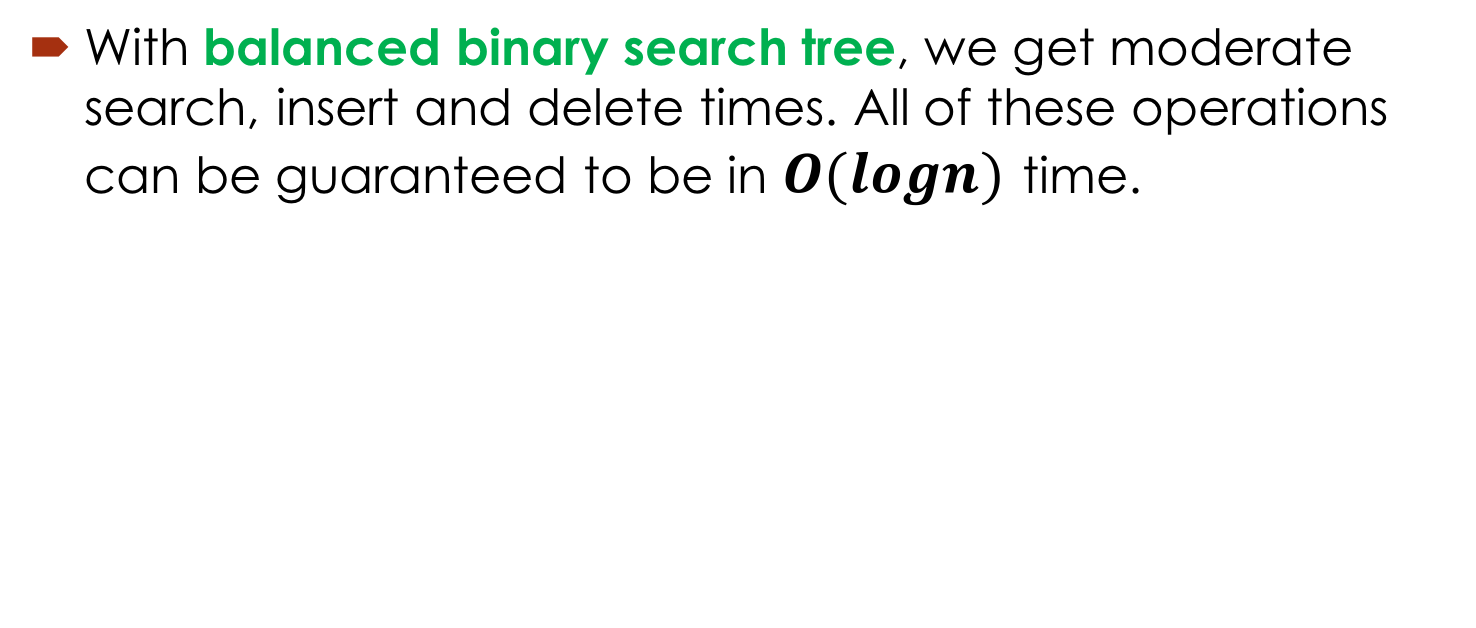 With balanced binary search tree, we get moderate
search, insert and delete times. All of these operations
can be guaranteed to be in O(logn) time.